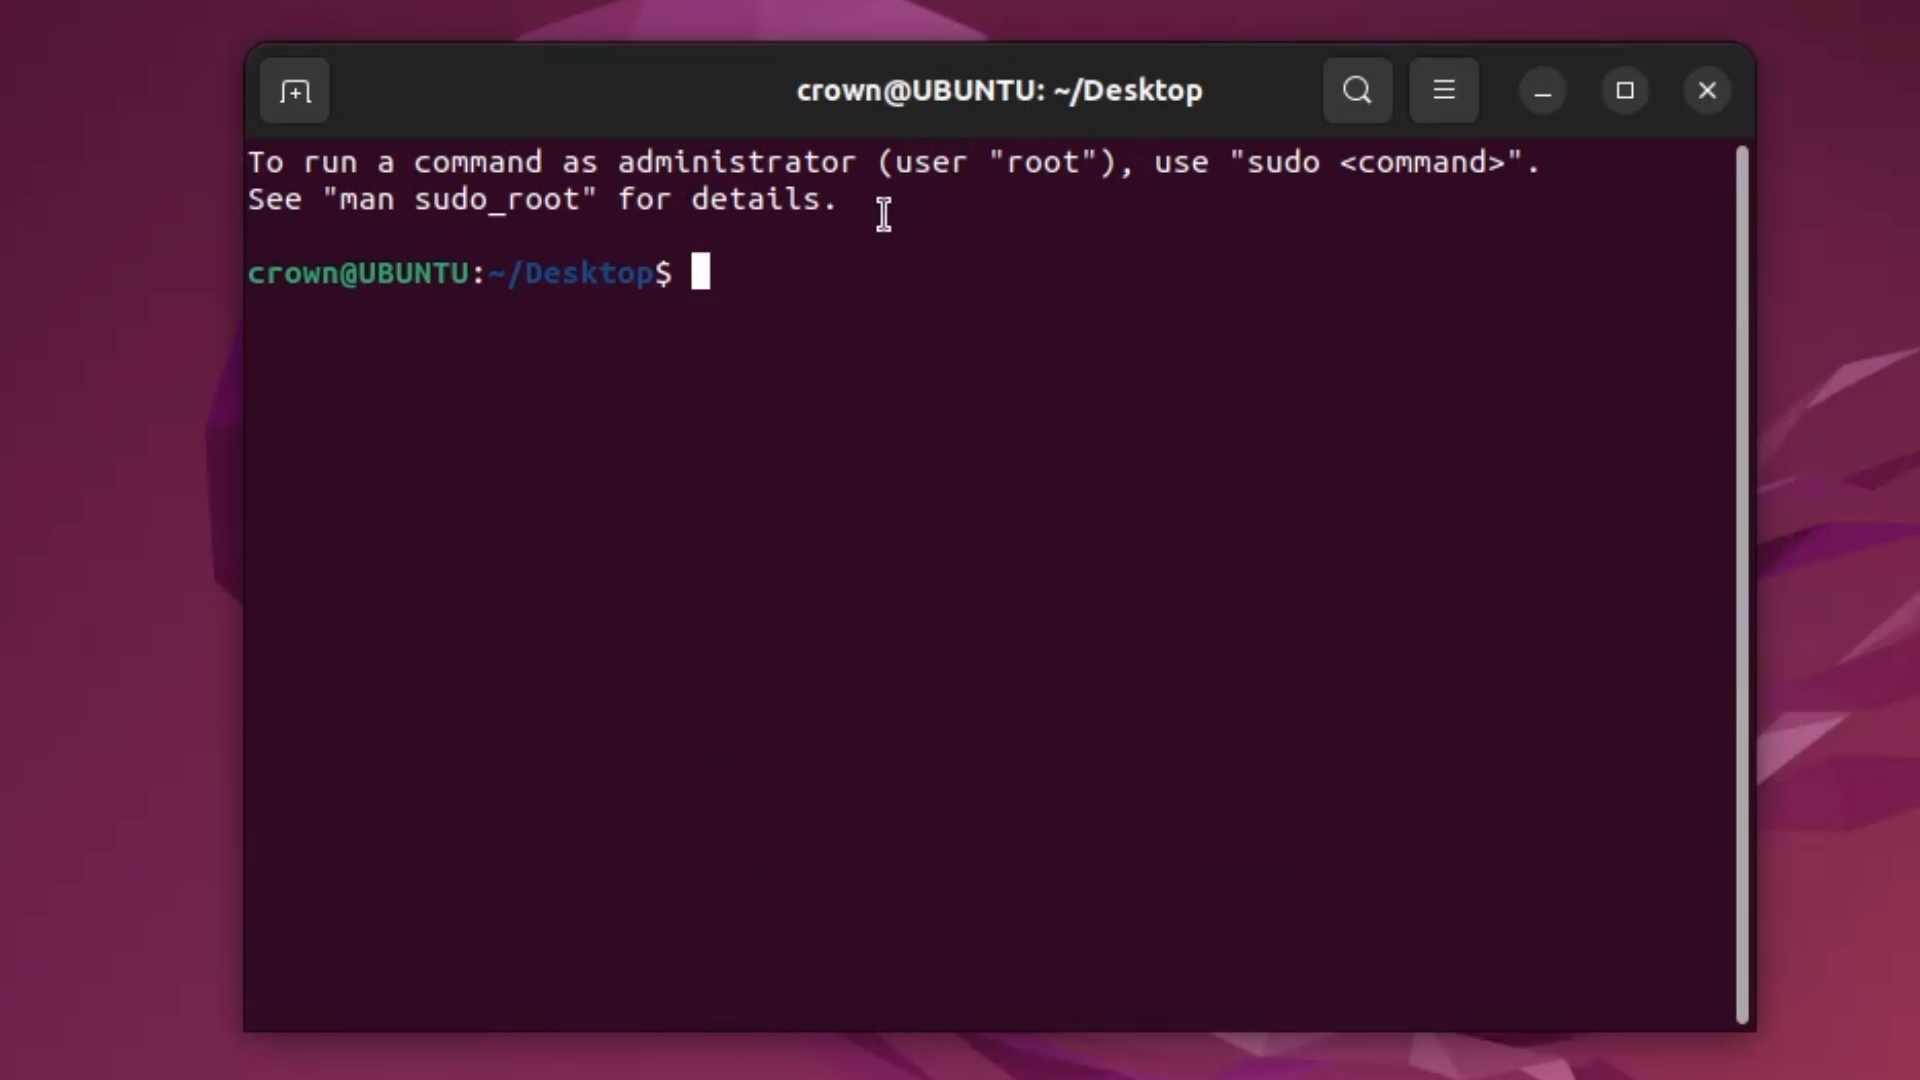 crown@UBUNTU: ~/Desktop
To run a command as administrator (user "root"), use "sudo <command>".
See "man sudo_root" for details.
crown@UBUNTU:~/Desktop$